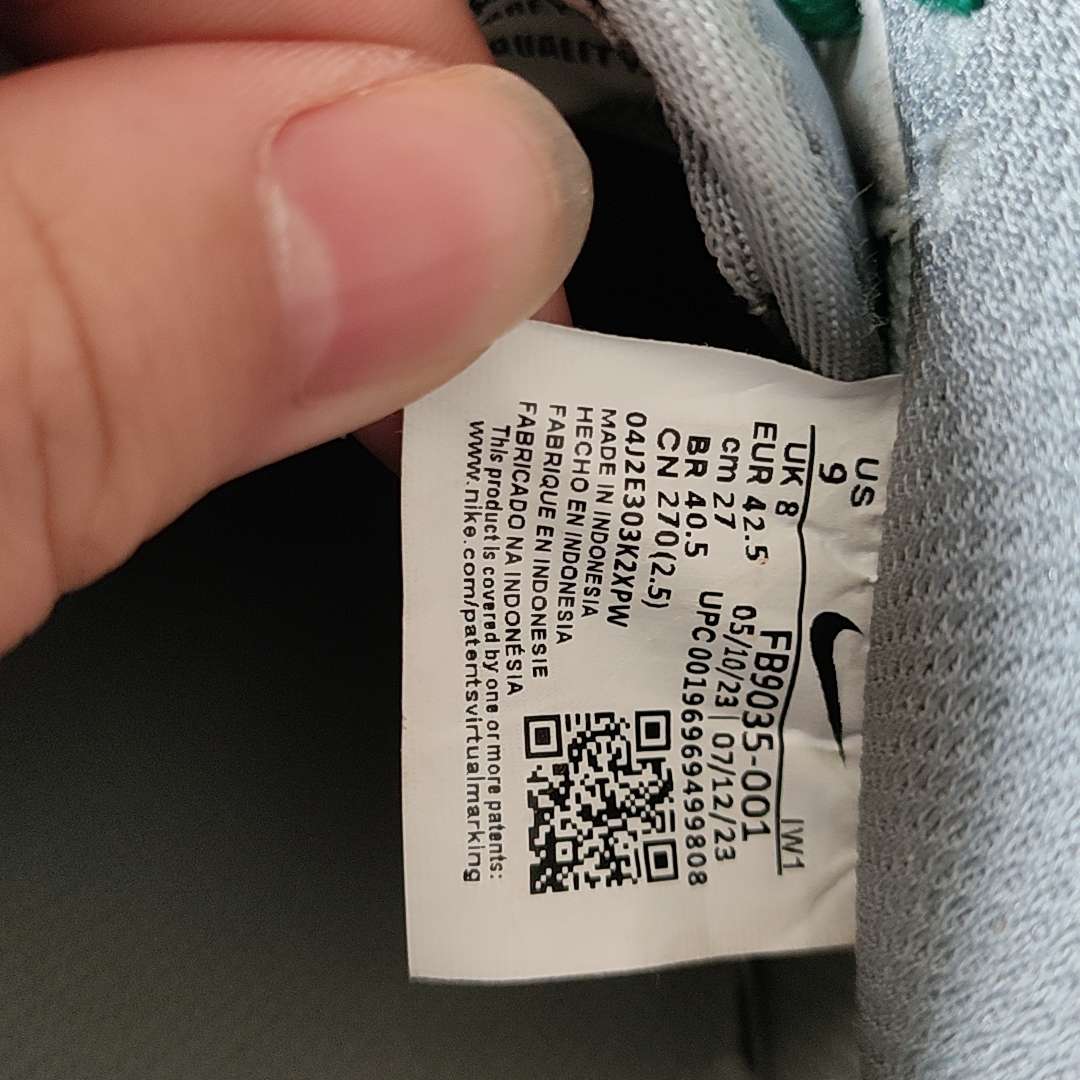 QUALITY
US
9
UK 8
EUR 42.5
cm 27
BR 40.5
CN 270(2.5)
IW1
FB9035-001
05/10/23 | 07/12/23
UPC 00196969499808
04J2E303K2XPW
MADE IN INDONESIA
HECHO EN INDONESIA
FABRIQUE EN INDONESIE
FABRICADO NA INDONÉSIA
This product is covered by one or more patents:
www.nike.com/patentsvirtualmarking